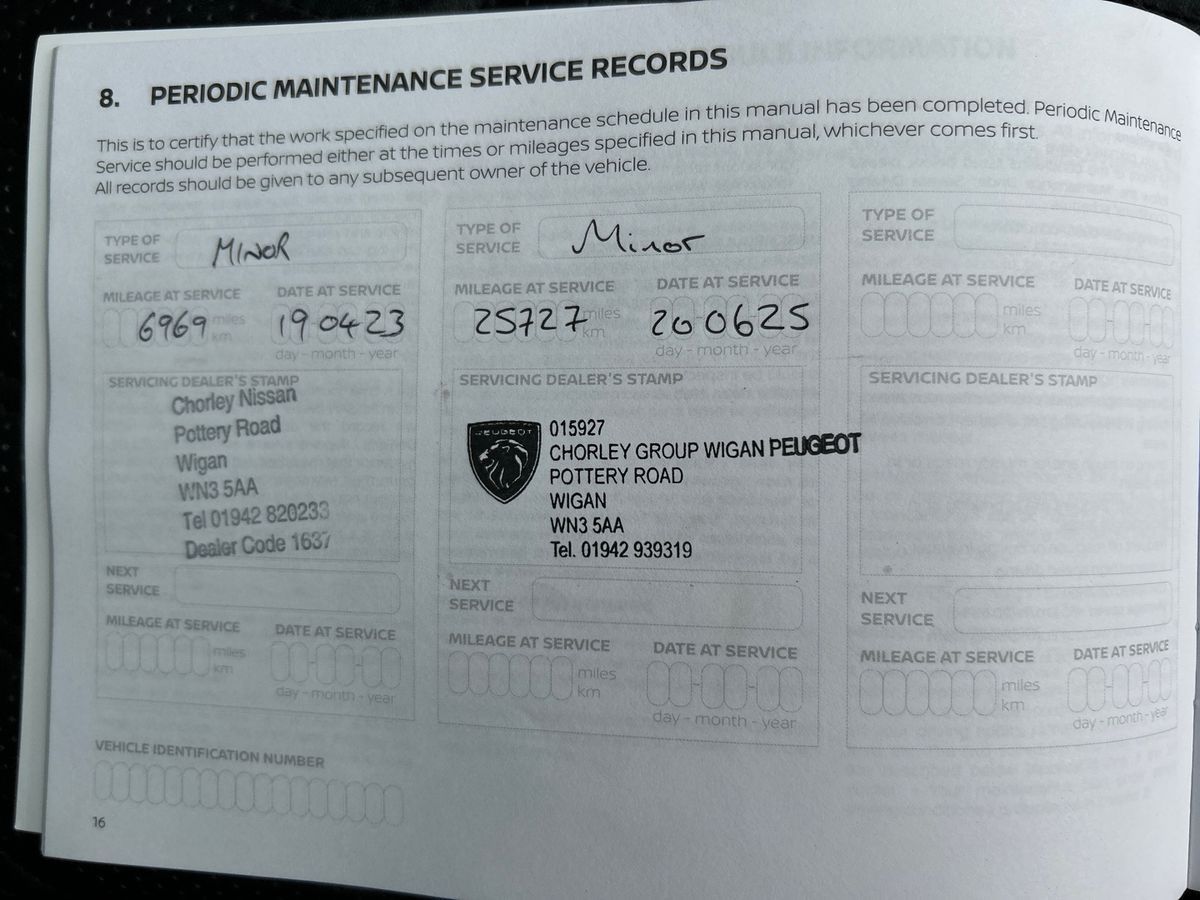 8. PERIODIC MAINTENANCE SERVICE RECORDS
This is to certify that the work specified on the maintenance schedule in this manual has been completed. Periodic Maintenance
Service should be performed either at the times or mileages specified in this manual, whichever comes first.
All records should be given to any subsequent owner of the vehicle.
TYPE OF
SERVICE
MINOR
MILEAGE AT SERVICE
DATE AT SERVICE
6969 miles
km
19 04 23
day - month - year
SERVICING DEALER'S STAMP
Chorley Nissan
Pottery Road
Wigan
WN3 5AA
Tel 01942 820233
Dealer Code 1637
NEXT
SERVICE
MILEAGE AT SERVICE
DATE AT SERVICE
miles
km
day - month - year
TYPE OF
SERVICE
Minor
MILEAGE AT SERVICE
DATE AT SERVICE
25727 miles
km
20 06 25
day - month - year
SERVICING DEALER'S STAMP
PEUGEOT
015927
CHORLEY GROUP WIGAN PEUGEOT
POTTERY ROAD
WIGAN
WN3 5AA
Tel. 01942 939319
NEXT
SERVICE
MILEAGE AT SERVICE
DATE AT SERVICE
miles
km
day - month - year
TYPE OF
SERVICE
MILEAGE AT SERVICE
DATE AT SERVICE
miles
km
day - month - year
SERVICING DEALER'S STAMP
NEXT
SERVICE
MILEAGE AT SERVICE
DATE AT SERVICE
miles
km
day - month - year
VEHICLE IDENTIFICATION NUMBER
16